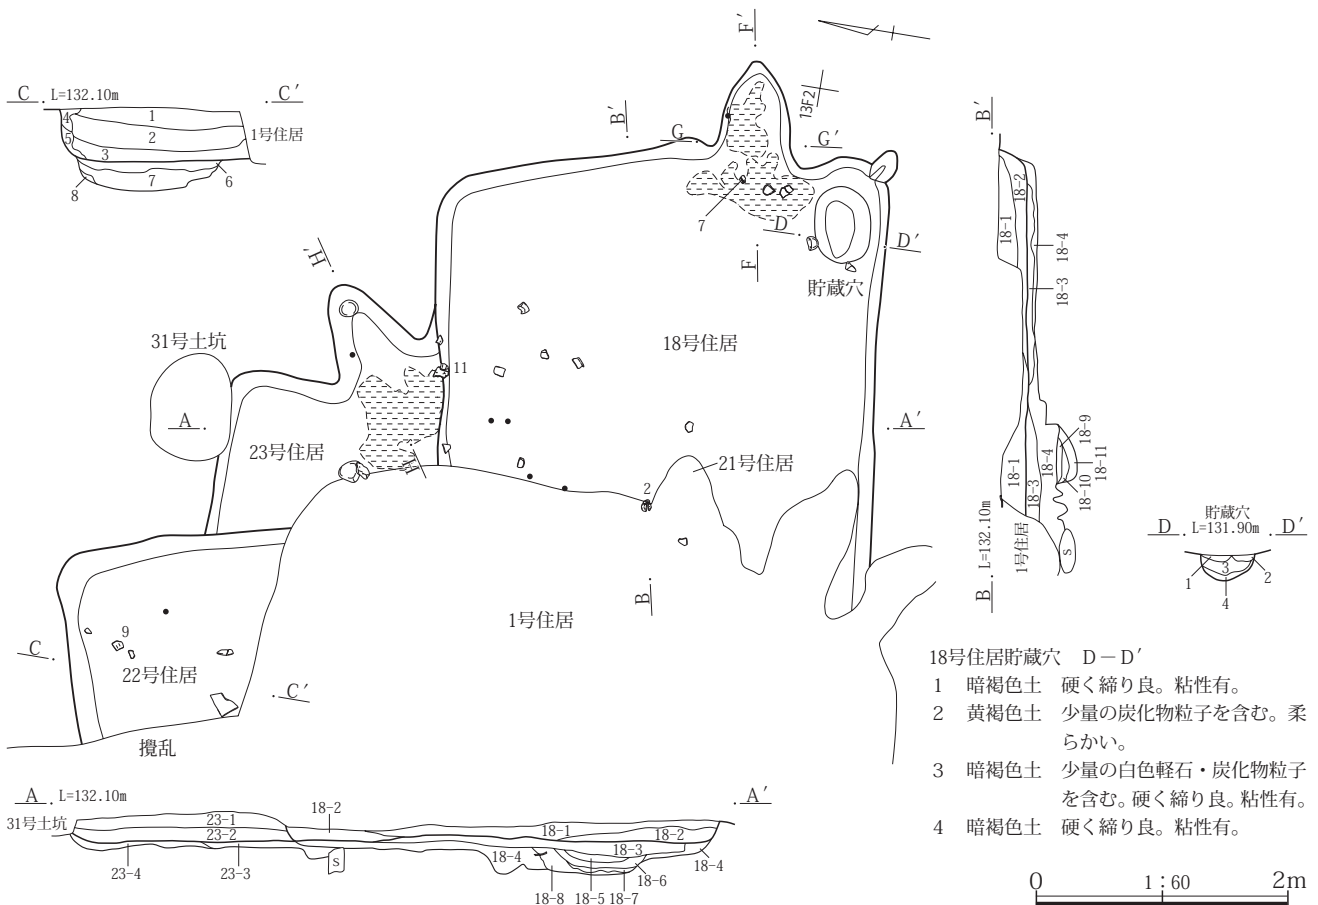 F′
13F2
B′
G
G′
C L=132.10m C′
4
1
5
2
1号住居
3
6
7
8
B′
18-2
18-1
18-4
18-3
7
D
D′
F
貯蔵穴
H′
31号土坑
18号住居
11
A
A′
23号住居
H
21号住居
2
18-9
18-4
18-11
18-1
18-3
18-10
B L=132.10m
1号住居
S
貯蔵穴
D L=131.90m D′
1
3
2
4
B
1号住居
C
9
22号住居
C′
攪乱
18号住居貯蔵穴 D－D′
1 暗褐色土 硬く締り良。粘性有。
2 黄褐色土 少量の炭化物粒子を含む。柔
らかい。
3 暗褐色土 少量の白色軽石・炭化物粒子
を含む。硬く締り良。粘性有。
4 暗褐色土 硬く締り良。粘性有。
A L=132.10m A′
31号土坑
23-1
18-2
23-2
18-1
18-2
18-3
18-4
18-4
S
23-4
23-3
18-6
18-8
18-5
18-7
0 1：60 2m